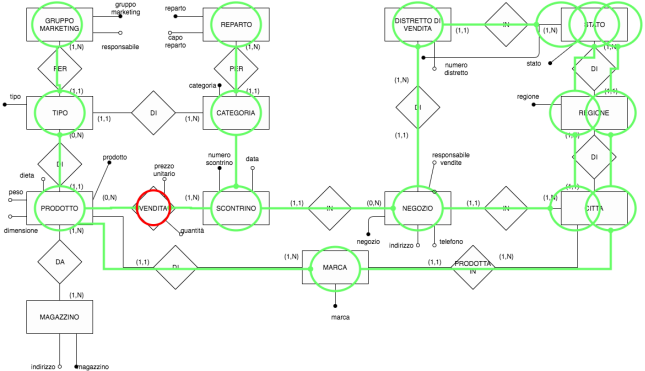 gruppo
marketing
GRUPPO
MARKETING
responsabile
(1,N)
reparto
REPARTO
capo
reparto
(1,N)
DISTRETTO DI
VENDITA
(1,1)
IN
(1,N)
STATO
numero
distretto
(1,N)
stato
(1,N)
PER
(1,1)
PER
(1,1)
categoria
DI
(1,1)
regione
DI
(1,1)
tipo
TIPO
(1,1)
DI
(1,N)
CATEGORIA
REGIONE
(0,N)
(1,1)
(1,N)
DI
(1,1)
dieta
prodotto
prezzo
unitario
numero
scontrino
data
responsabile
vendite
DI
(1,1)
peso
PRODOTTO
dimensione
(0,N)
VENDITA
quantità
(1,N)
SCONTRINO
(1,1)
IN
(0,N)
NEGOZIO
negozio
indirizzo
telefono
(1,1)
IN
(1,N)
CITTA
(1,N)
DA
(1,1)
DI
(1,N)
MARCA
(1,1)
PRODOTTA
IN
(1,N)
marca
(1,N)
MAGAZZINO
indirizzo
magazzino